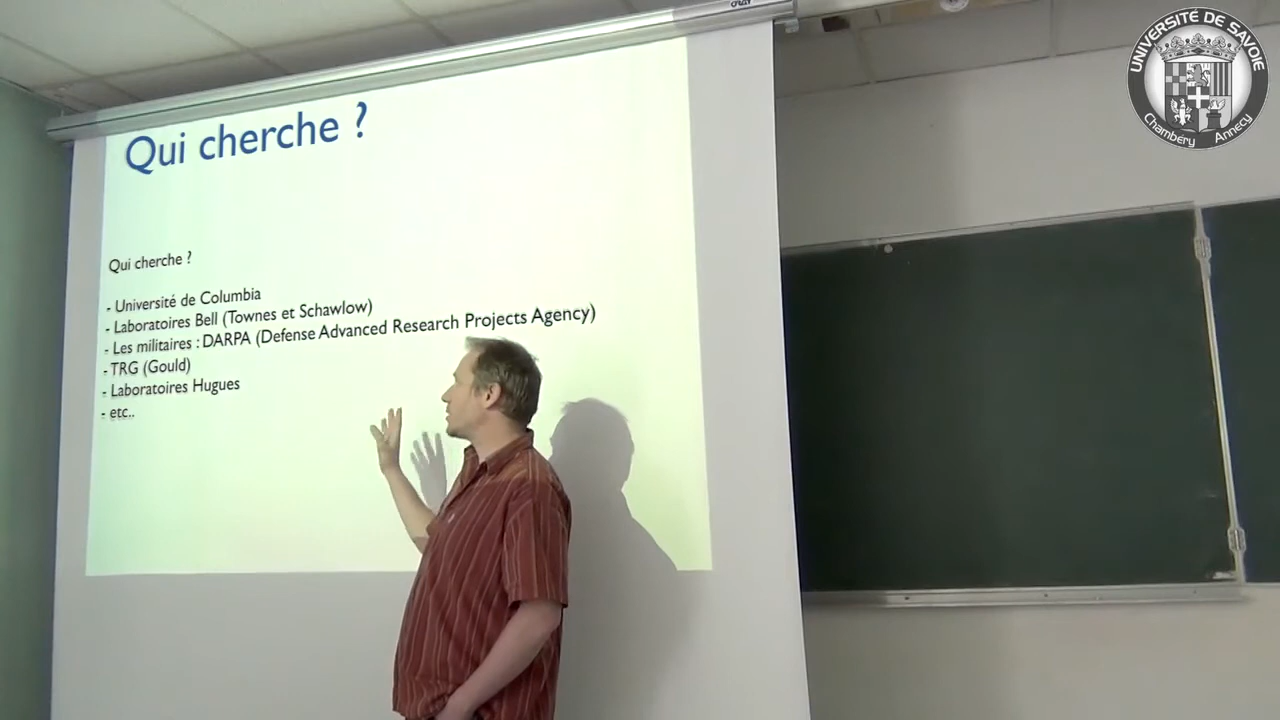 UNIVERSITÉ DE SAVOIE
Chambéry Annecy
Qui cherche ?
Qui cherche ?
- Université de Columbia
- Laboratoires Bell (Townes et Schawlow)
- Les militaires : DARPA (Defense Advanced Research Projects Agency)
- TRG (Gould)
- Laboratoires Hugues
- etc..